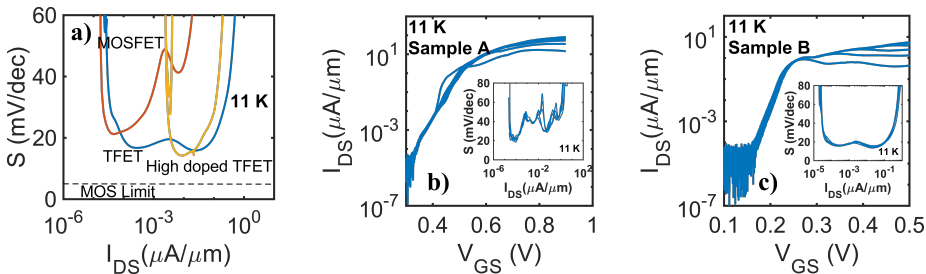 a)
60
40
20
0
S (mV/dec)
MOSFET
11 K
TFET
High doped TFET
MOS Limit
10^-6
10^-3
10^0
I_DS(μA/μm)
11 K
Sample A
10^1
10^-3
10^-7
I_DS(μA/μm)
b)
0.4
0.6
0.8
1
V_GS (V)
80
60
40
20
0
S (mV/dec)
11 K
10^-6
10^-2
10^2
I_DS(μA/μm)
11 K
Sample B
10^1
10^-3
10^-7
I_DS(μA/μm)
c)
0.1
0.2
0.3
0.4
0.5
V_GS (V)
80
60
40
20
0
S (mV/dec)
11 K
10^-5
10^-3
10^-1
I_DS(μA/μm)